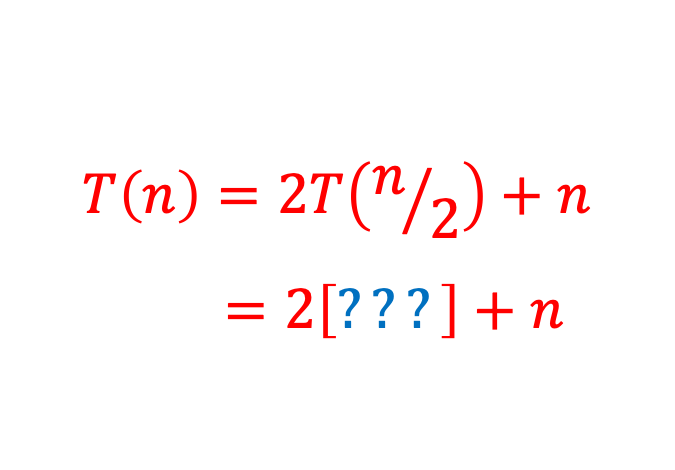 T(n) = 2T(n/2) + n
= 2[???] + n